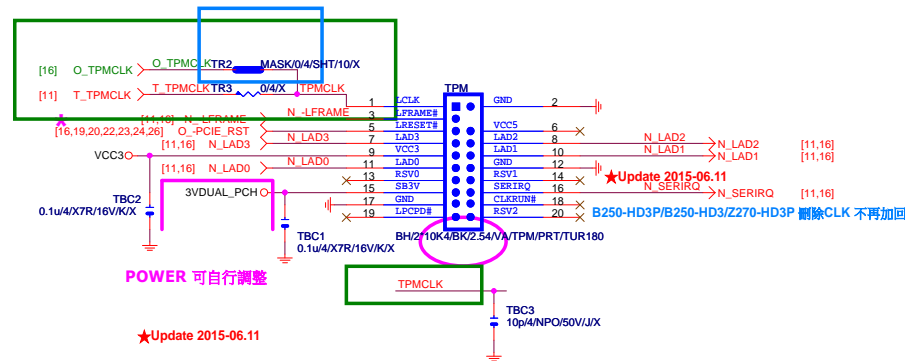 O_TPMCLK TR2 MASK/0/4/SHT/10/X
[16] O_TPMCLK
T_TPMCLK TR3 0/4/X TPMCLK
[11] T_TPMCLK
TPM
1 LCLK GND 2
[11,16] N_-LFRAME N_-LFRAME 3 LFRAME#
[16,19,20,22,23,24,26] O_-PCIE_RST 5 LRESET# VCC5 6
[11,16] N_LAD3 N_LAD3 7 LAD3 LAD2 8 N_LAD2 N_LAD2 [11,16]
VCC3 9 VCC3 LAD1 10 N_LAD1 N_LAD1 [11,16]
[11,16] N_LAD0 N_LAD0 11 LAD0 GND 12
13 RSV0 RSV1 14 ★Update 2015-06.11
3VDUAL_PCH 15 SB3V SERIRQ 16 N_SERIRQ N_SERIRQ [11,16]
17 GND CLKRUN# 18
19 LPCPD# RSV2 20
B250-HD3P/B250-HD3/Z270-HD3P 刪除CLK 不再加回
TBC2
0.1u/4/X7R/16V/K/X
TBC1
0.1u/4/X7R/16V/K/X
BH/2*10K4/BK/2.54/VA/TPM/PRT/TUR180
POWER 可自行調整
TPMCLK
TBC3
10p/4/NPO/50V/J/X
★Update 2015-06.11